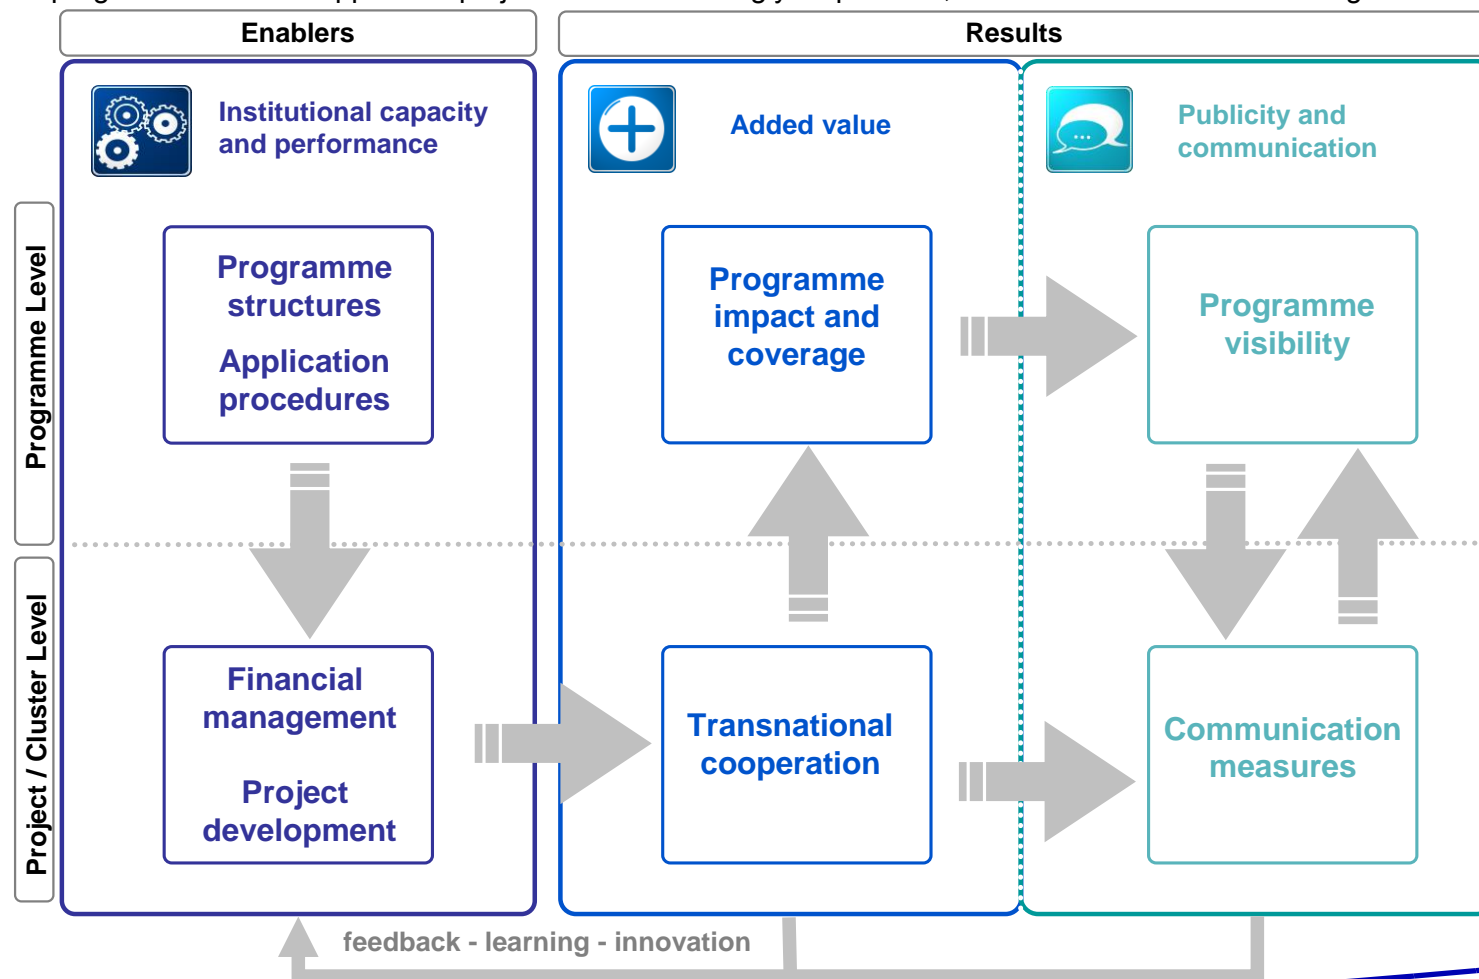 Enablers
Results
Institutional capacity
and performance
Added value
Publicity and
communication
Programme Level
Programme
structures
Application
procedures
Programme
impact and
coverage
Programme
visibility
Project / Cluster Level
Financial
management
Project
development
Transnational
cooperation
Communication
measures
feedback - learning - innovation